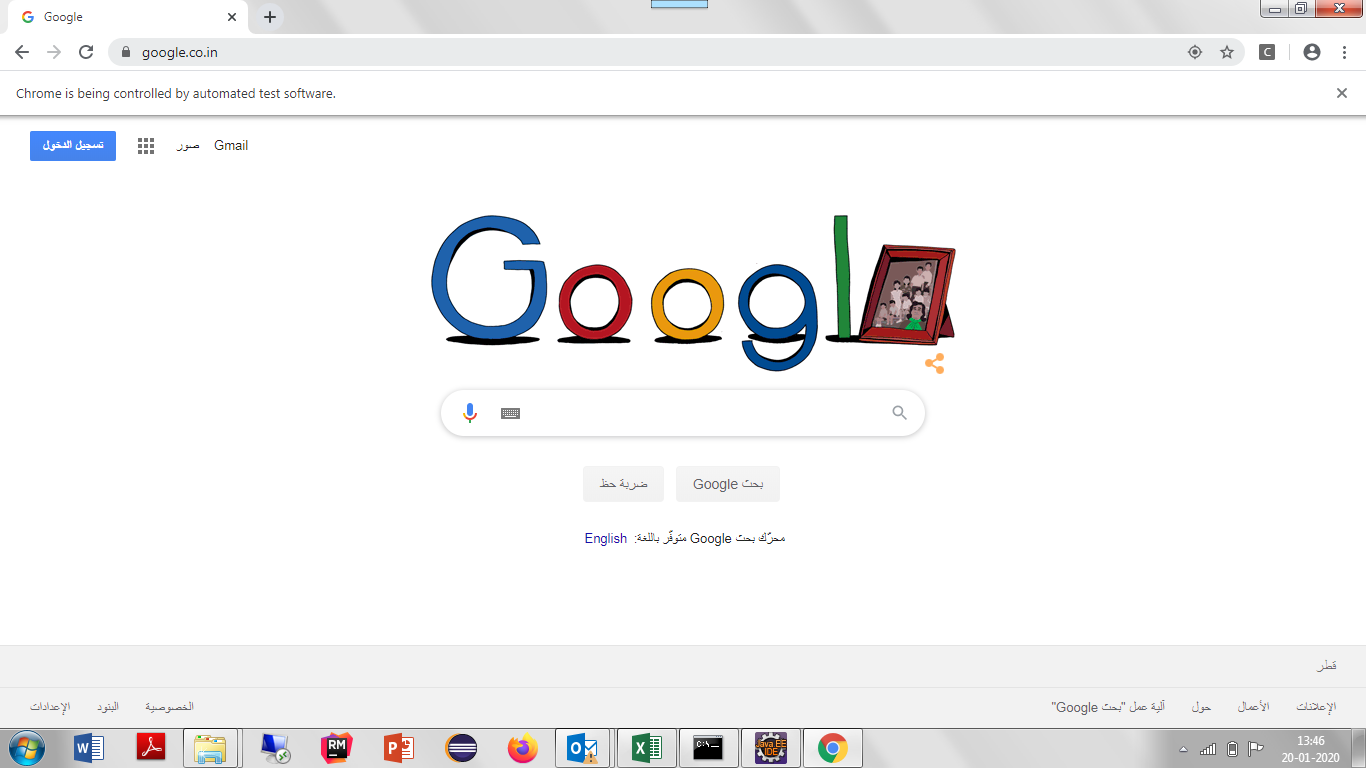 Google
google.co.in
C
Chrome is being controlled by automated test software.
تسجيل الدخول
صور
Gmail
Google
بحث Google
ضربة حظ
محرّك بحث Google متوفّر باللغة: English
قطر
الإعلانات
الأعمال
حول
آلية عمل "بحث Google"
الخصوصية
البنود
الإعدادات
RM
C:\_
Java EE
IDE
13:46
20-01-2020